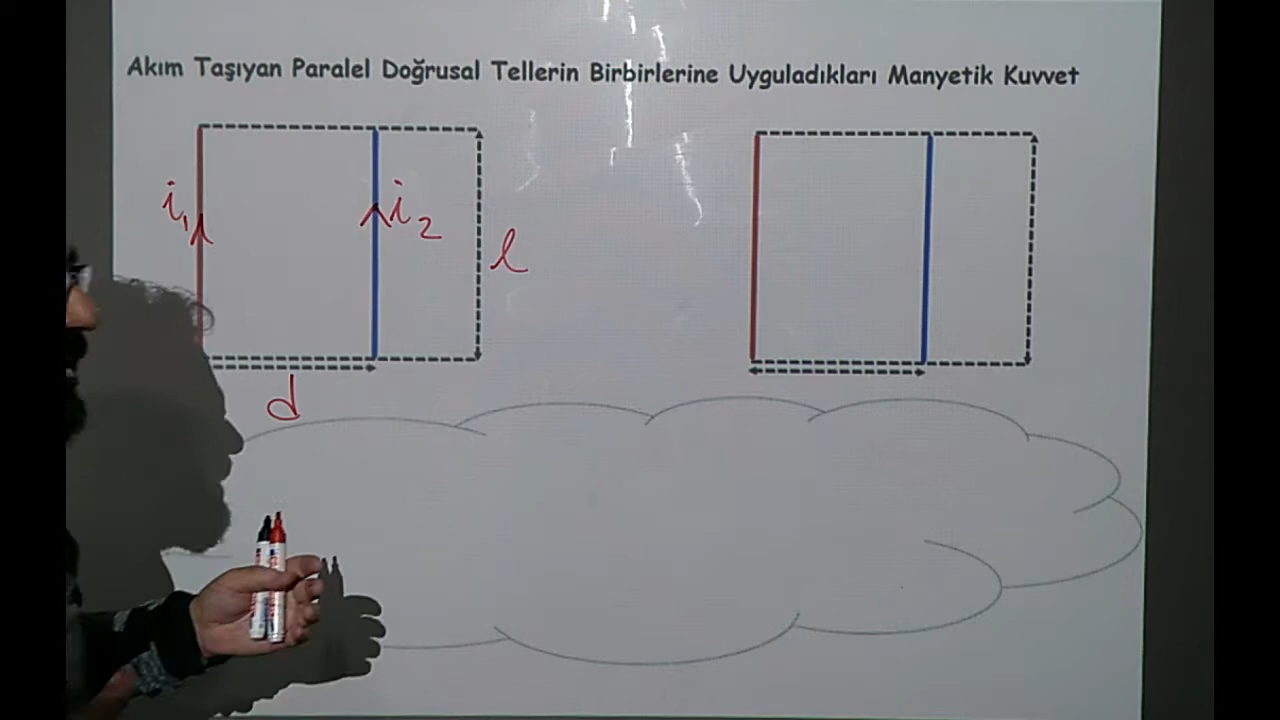 Akım Taşıyan Paralel Doğrusal Tellerin Birbirlerine Uyguladıkları Manyetik Kuvvet
i₁
i₂
l
d